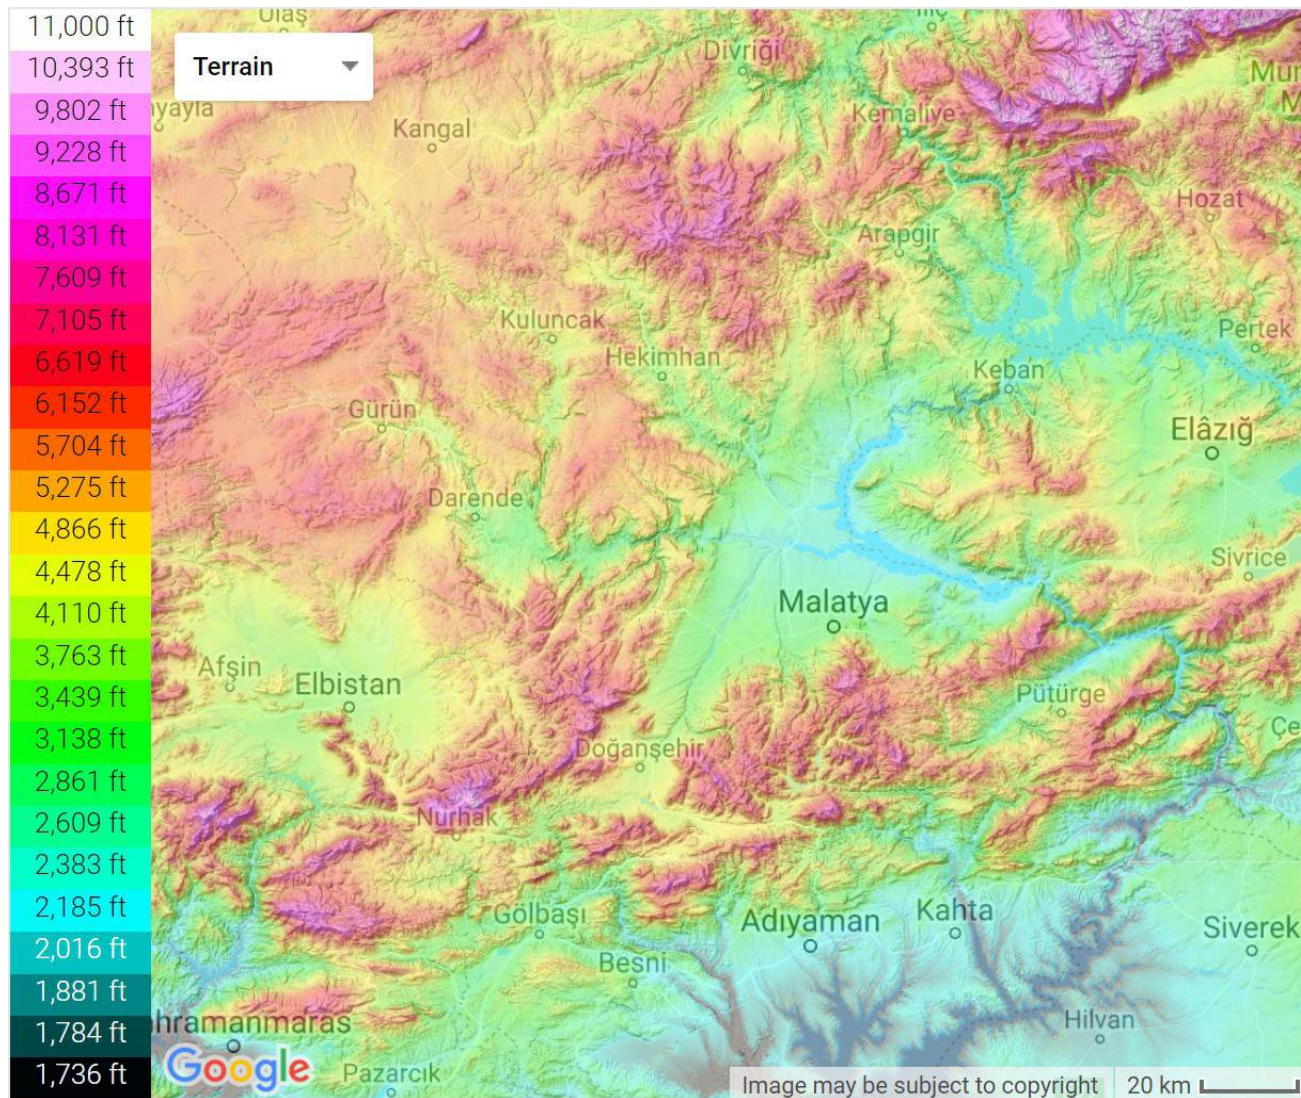 11,000 ft
10,393 ft
9,802 ft
9,228 ft
8,671 ft
8,131 ft
7,609 ft
7,105 ft
6,619 ft
6,152 ft
5,704 ft
5,275 ft
4,866 ft
4,478 ft
4,110 ft
3,763 ft
3,439 ft
3,138 ft
2,861 ft
2,609 ft
2,383 ft
2,185 ft
2,016 ft
1,881 ft
1,784 ft
1,736 ft
Terrain
Ulaş
Divriği
İliç
Mun
M
yayla
Kangal
Kemaliye
Hozat
Arapgir
Kuluncak
Hekimhan
Pertek
Keban
Gürün
Elâzığ
Darende
Sivrice
Malatya
Afşin
Elbistan
Pütürge
Doğanşehir
Çe
Nurhak
Gölbaşı
Adıyaman
Kahta
Siverek
Besni
Hilvan
hramanmaraş
Google
Pazarcık
Image may be subject to copyright
20 km